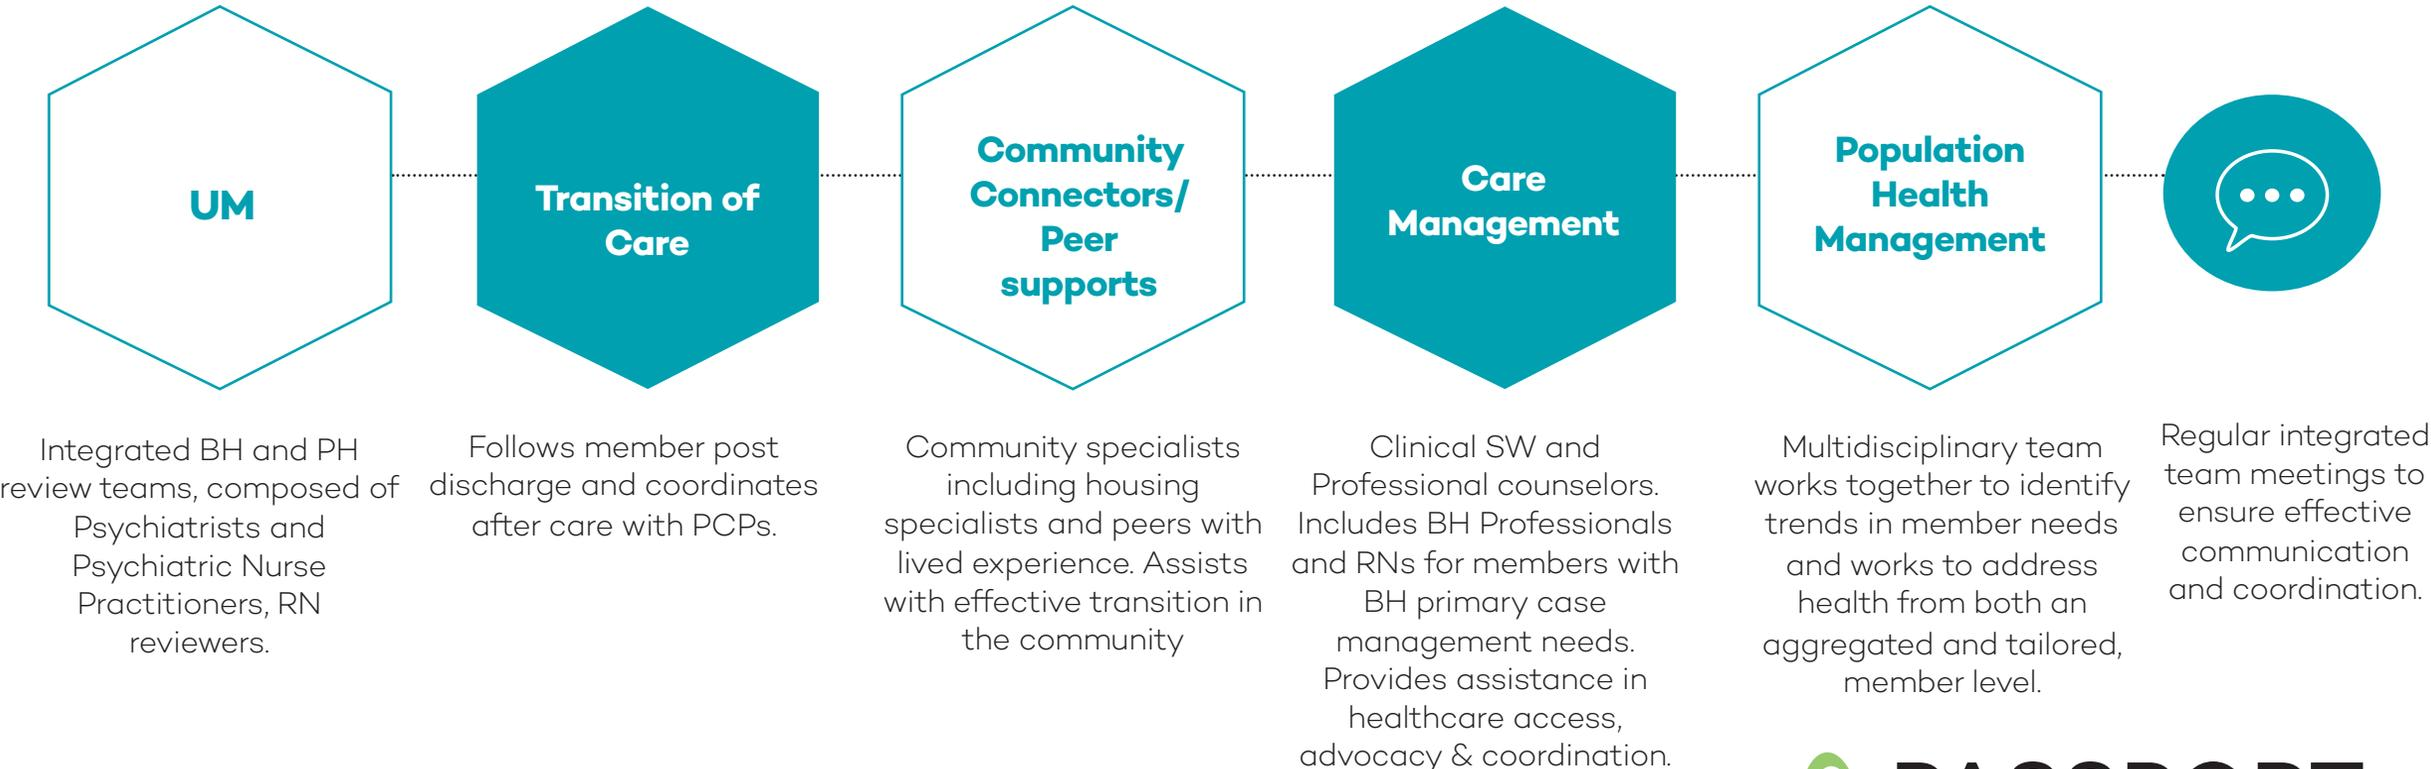 UM
Transition of
Care
Community
Connectors/
Peer
supports
Care
Management
Population
Health
Management
Integrated BH and PH
review teams, composed of
Psychiatrists and
Psychiatric Nurse
Practitioners, RN
reviewers.
Follows member post
discharge and coordinates
after care with PCPs.
Community specialists
including housing
specialists and peers with
lived experience. Assists
with effective transition in
the community
Clinical SW and
Professional counselors.
Includes BH Professionals
and RNs for members with
BH primary case
management needs.
Provides assistance in
healthcare access,
advocacy & coordination.
Multidisciplinary team
works together to identify
trends in member needs
and works to address
health from both an
aggregated and tailored,
member level.
Regular integrated
team meetings to
ensure effective
communication
and coordination.